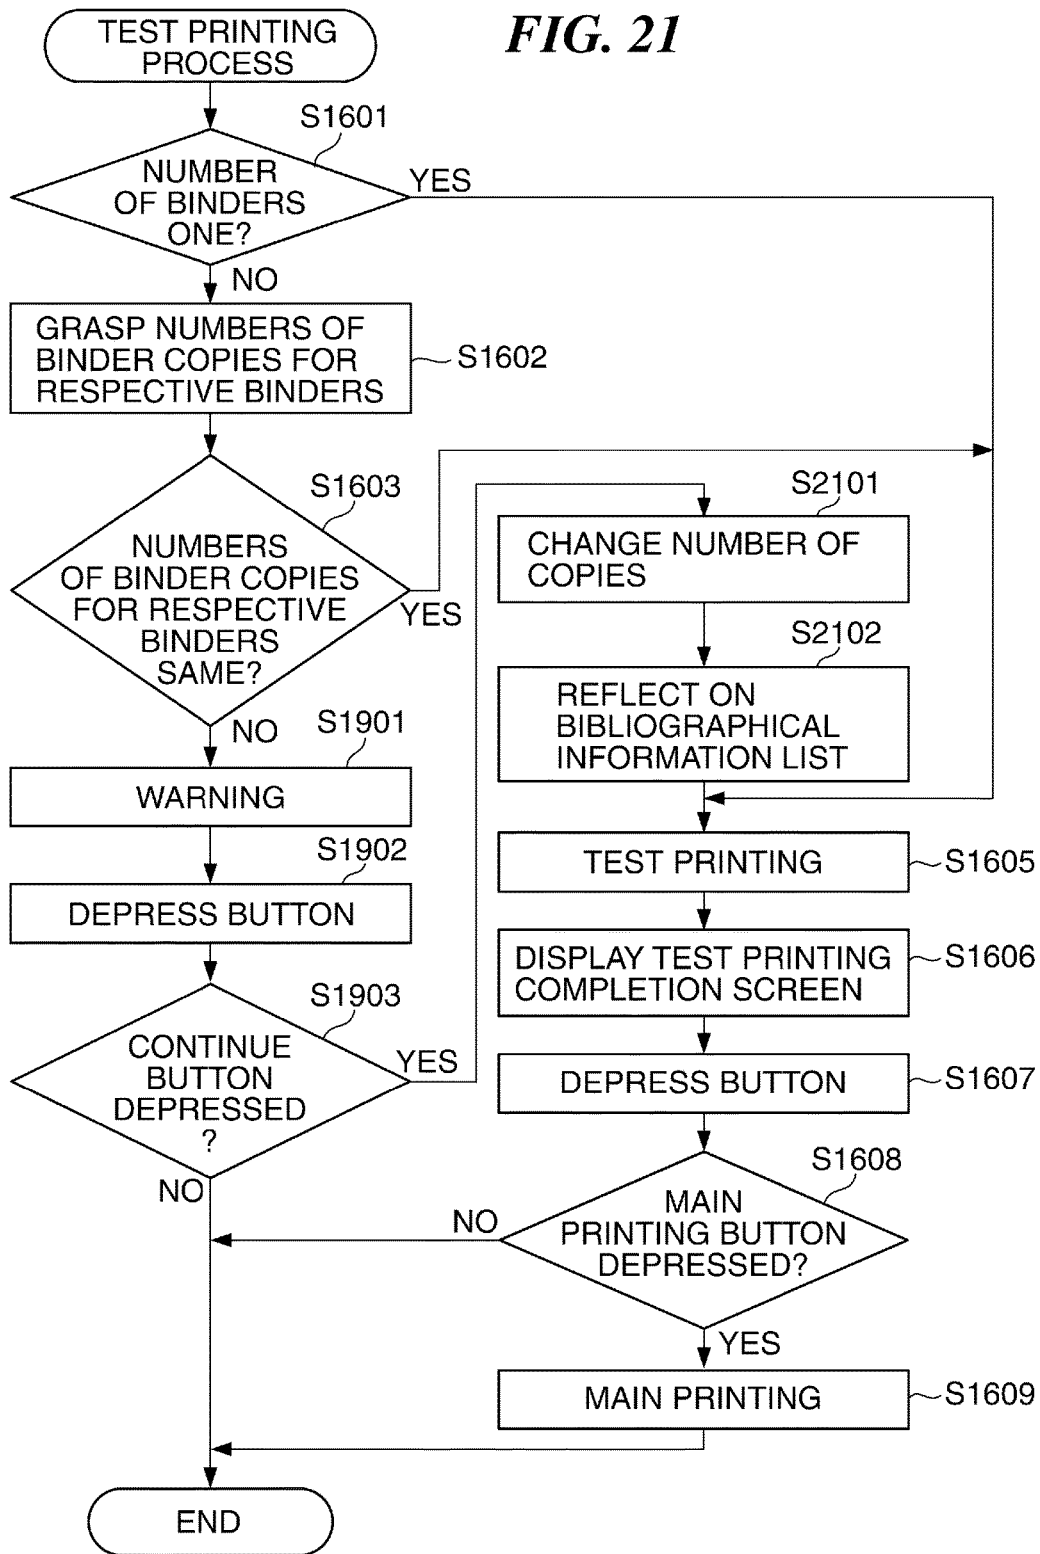 FIG. 21
TEST PRINTING
PROCESS
S1601
NUMBER
OF BINDERS
ONE?
YES
NO
GRASP NUMBERS OF
BINDER COPIES FOR
RESPECTIVE BINDERS
S1602
S1603
NUMBERS
OF BINDER COPIES
FOR RESPECTIVE
BINDERS
SAME?
YES
NO
S1901
WARNING
S1902
DEPRESS BUTTON
S1903
CONTINUE
BUTTON
DEPRESSED
?
YES
NO
S2101
CHANGE NUMBER OF
COPIES
S2102
REFLECT ON
BIBLIOGRAPHICAL
INFORMATION LIST
TEST PRINTING
S1605
DISPLAY TEST PRINTING
COMPLETION SCREEN
S1606
DEPRESS BUTTON
S1607
S1608
MAIN
PRINTING BUTTON
DEPRESSED?
NO
YES
MAIN PRINTING
S1609
END